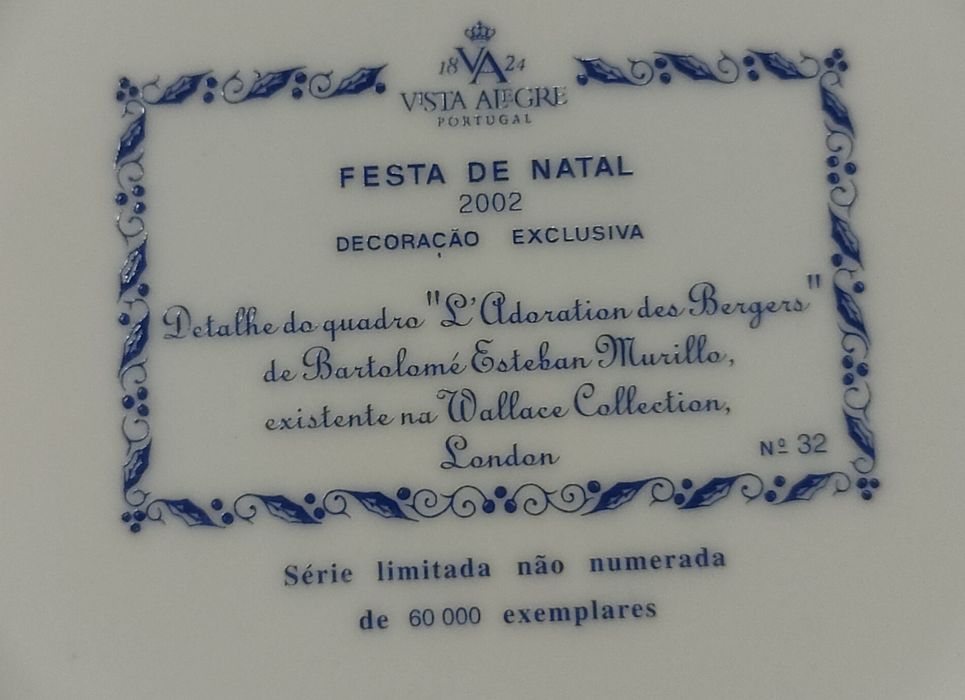 18 VA 24
VISTA ALEGRE
PORTUGAL
FESTA DE NATAL
2002
DECORAÇÃO EXCLUSIVA
Detalhe do quadro "L'Adoration des Bergers"
de Bartolomé Esteban Murillo,
existente na Wallace Collection,
London
Nº 32
Série limitada não numerada
de 60 000 exemplares